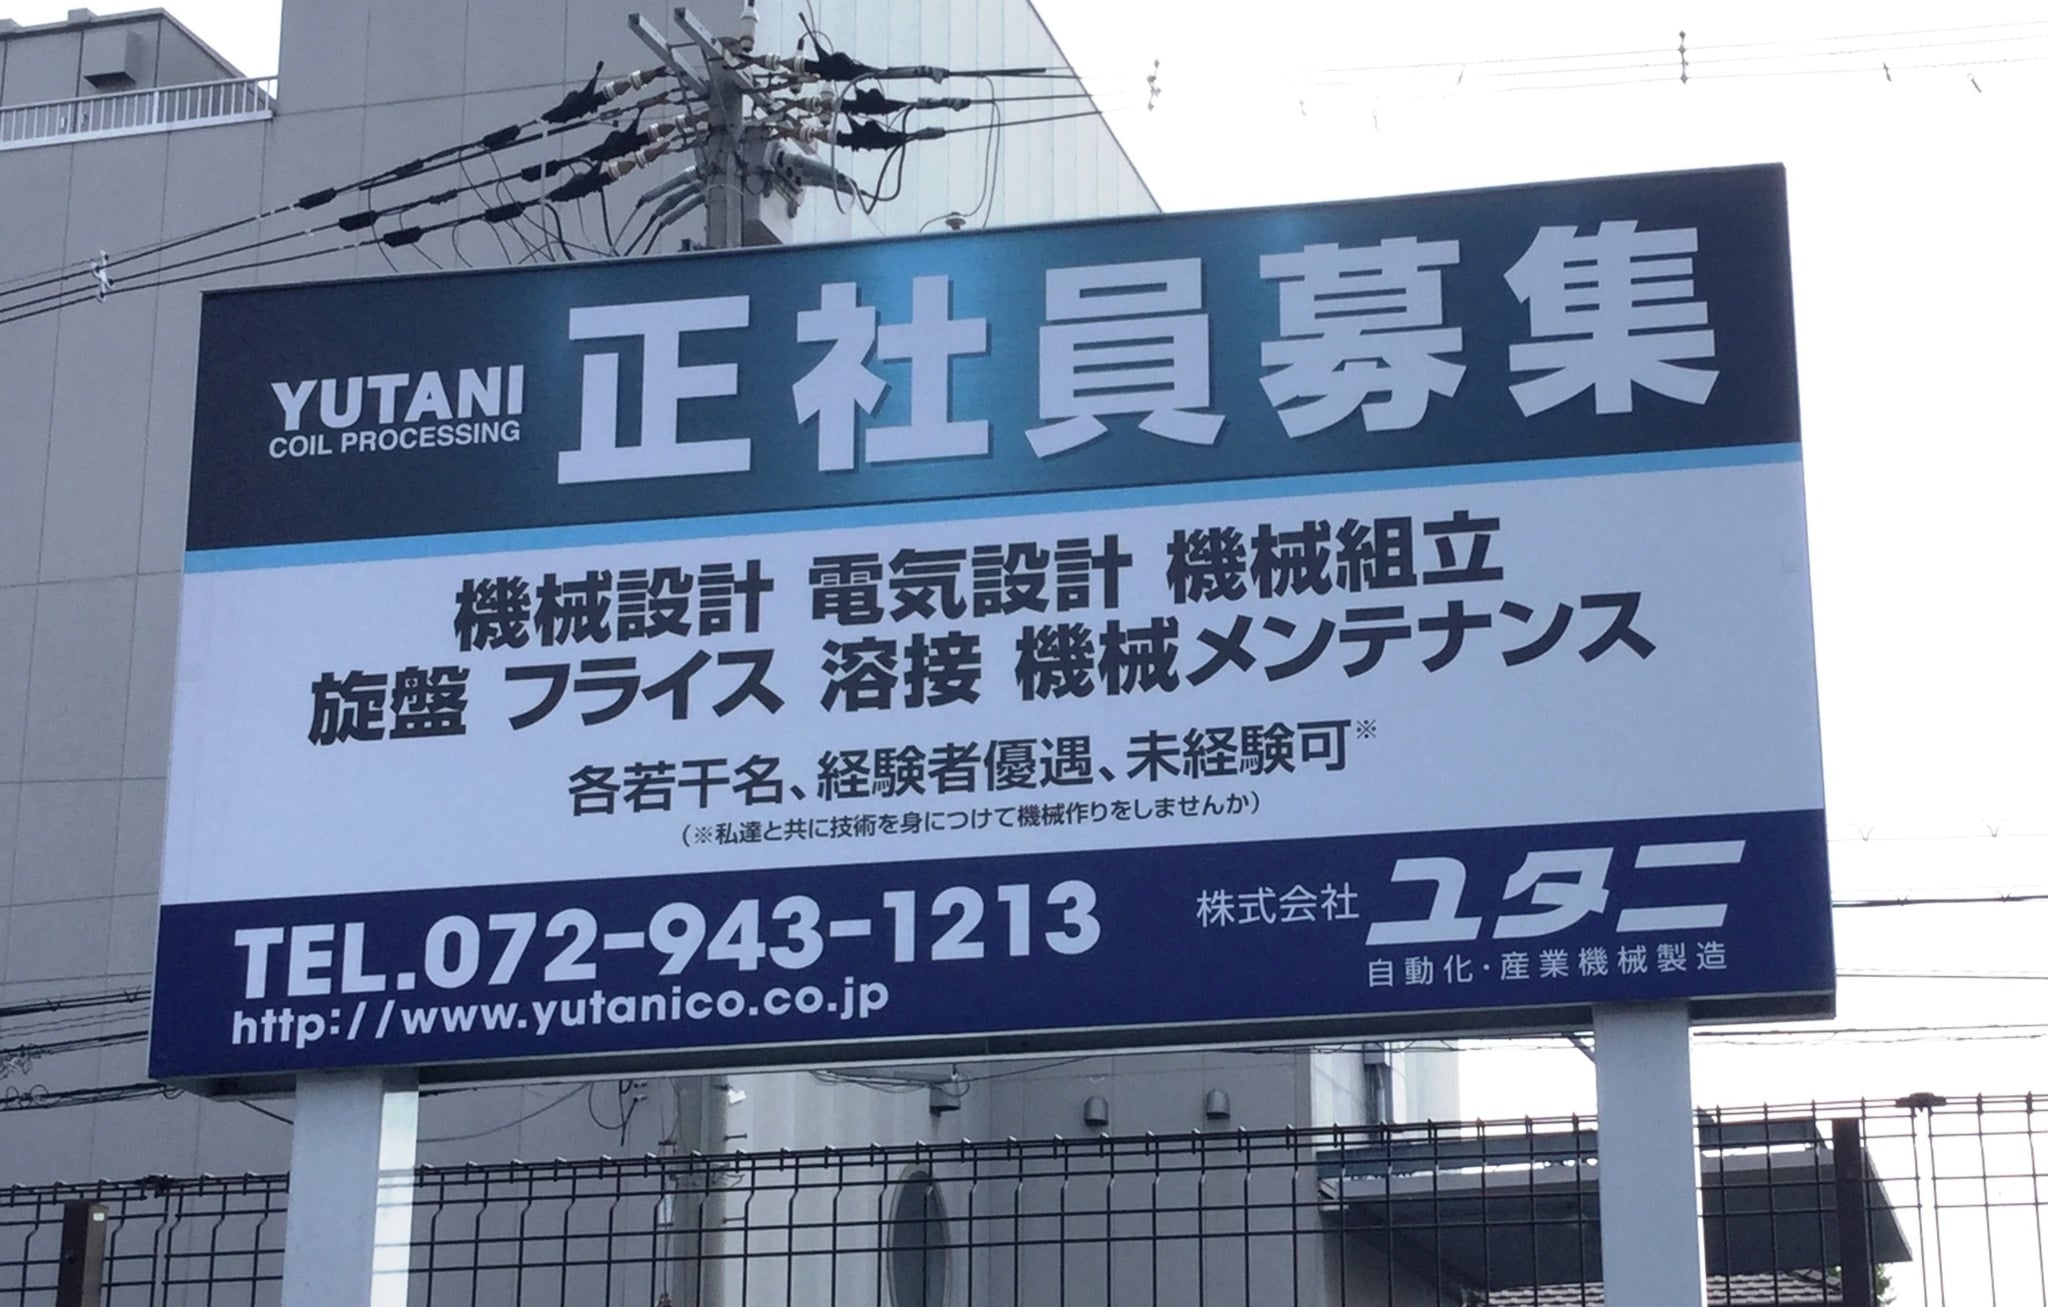 YUTANI
COIL PROCESSING
正社員募集
機械設計 電気設計 機械組立
旋盤 フライス 溶接 機械メンテナンス
各若干名、経験者優遇、未経験可※
(※私達と共に技術を身につけて機械作りをしませんか)
TEL.072-943-1213
http://www.yutanico.co.jp
株式会社 ユタニ
自動化・産業機械製造